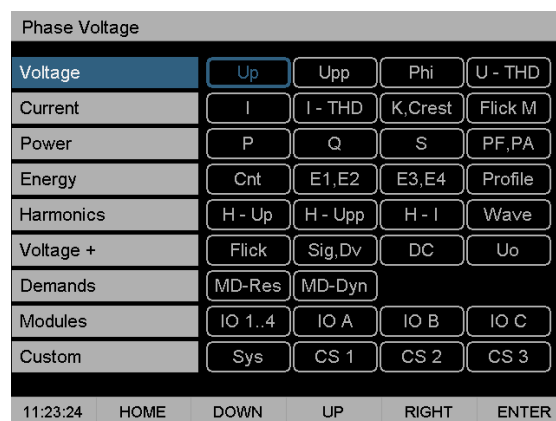 Phase Voltage
Voltage Up Upp Phi U - THD
Current I I - THD K,Crest Flick M
Power P Q S PF,PA
Energy Cnt E1,E2 E3,E4 Profile
Harmonics H - Up H - Upp H - I Wave
Voltage + Flick Sig,Dv DC Uo
Demands MD-Res MD-Dyn
Modules IO 1..4 IO A IO B IO C
Custom Sys CS 1 CS 2 CS 3
11:23:24 HOME DOWN UP RIGHT ENTER